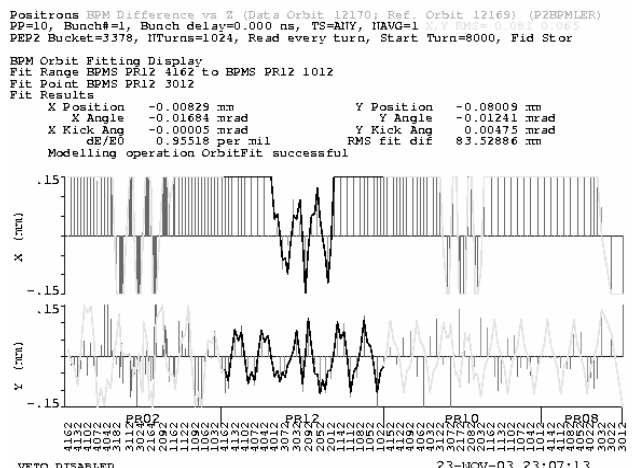 Positrons BPM Difference vs Z (Data Orbit 12170; Ref. Orbit 12169) (P2BPMLER)
PP=10, Bunch#=1, Bunch delay=0.000 ns, TS=ANY, NAVG=1 X,Y RMS= 0.081 0.065
PEP2 Bucket=3378, NTurns=1024, Read every turn, Start Turn=8000, Fid Stor
BPM Orbit Fitting Display
Fit Range BPMS PR12 4162 to BPMS PR12 1012
Fit Point BPMS PR12 3012
Fit Results
X Position -0.00829 mm Y Position -0.08009 mm
X Angle -0.01684 mrad Y Angle -0.01241 mrad
X Kick Ang -0.00005 mrad Y Kick Ang 0.00475 mrad
dE/E0 0.95518 per mil RMS fit dif 83.52886 mm
Modelling operation OrbitFit successful
.15
X (mm)
-.15
.15
Y (mm)
-.15
PR02 PR12 PR10 PR08
VETO DISABLED 23-NOV-03 23:07:13